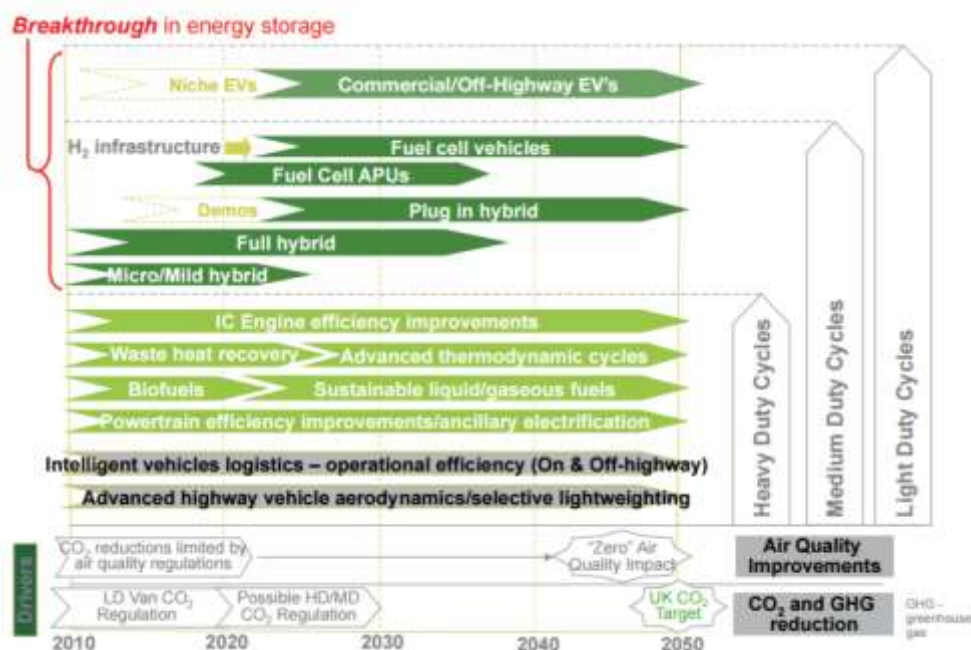 Breakthrough in energy storage
Niche EVs
Commercial/Off-Highway EV's
H₂ infrastructure
Fuel cell vehicles
Fuel Cell APUs
Demos
Plug in hybrid
Full hybrid
Micro/Mild hybrid
IC Engine efficiency improvements
Waste heat recovery
Advanced thermodynamic cycles
Biofuels
Sustainable liquid/gaseous fuels
Powertrain efficiency improvements/ancillary electrification
Intelligent vehicles logistics – operational efficiency (On & Off-highway)
Advanced highway vehicle aerodynamics/selective lightweighting
Heavy Duty Cycles
Medium Duty Cycles
Light Duty Cycles
Drivers
CO₂ reductions limited by
air quality regulations
"Zero" Air
Quality Impact
Air Quality
Improvements
LD Van CO₂
Regulation
Possible HD/MD
CO₂ Regulation
UK CO₂
Target
CO₂ and GHG
reduction
GHG –
greenhouse
gas
2010
2020
2030
2040
2050